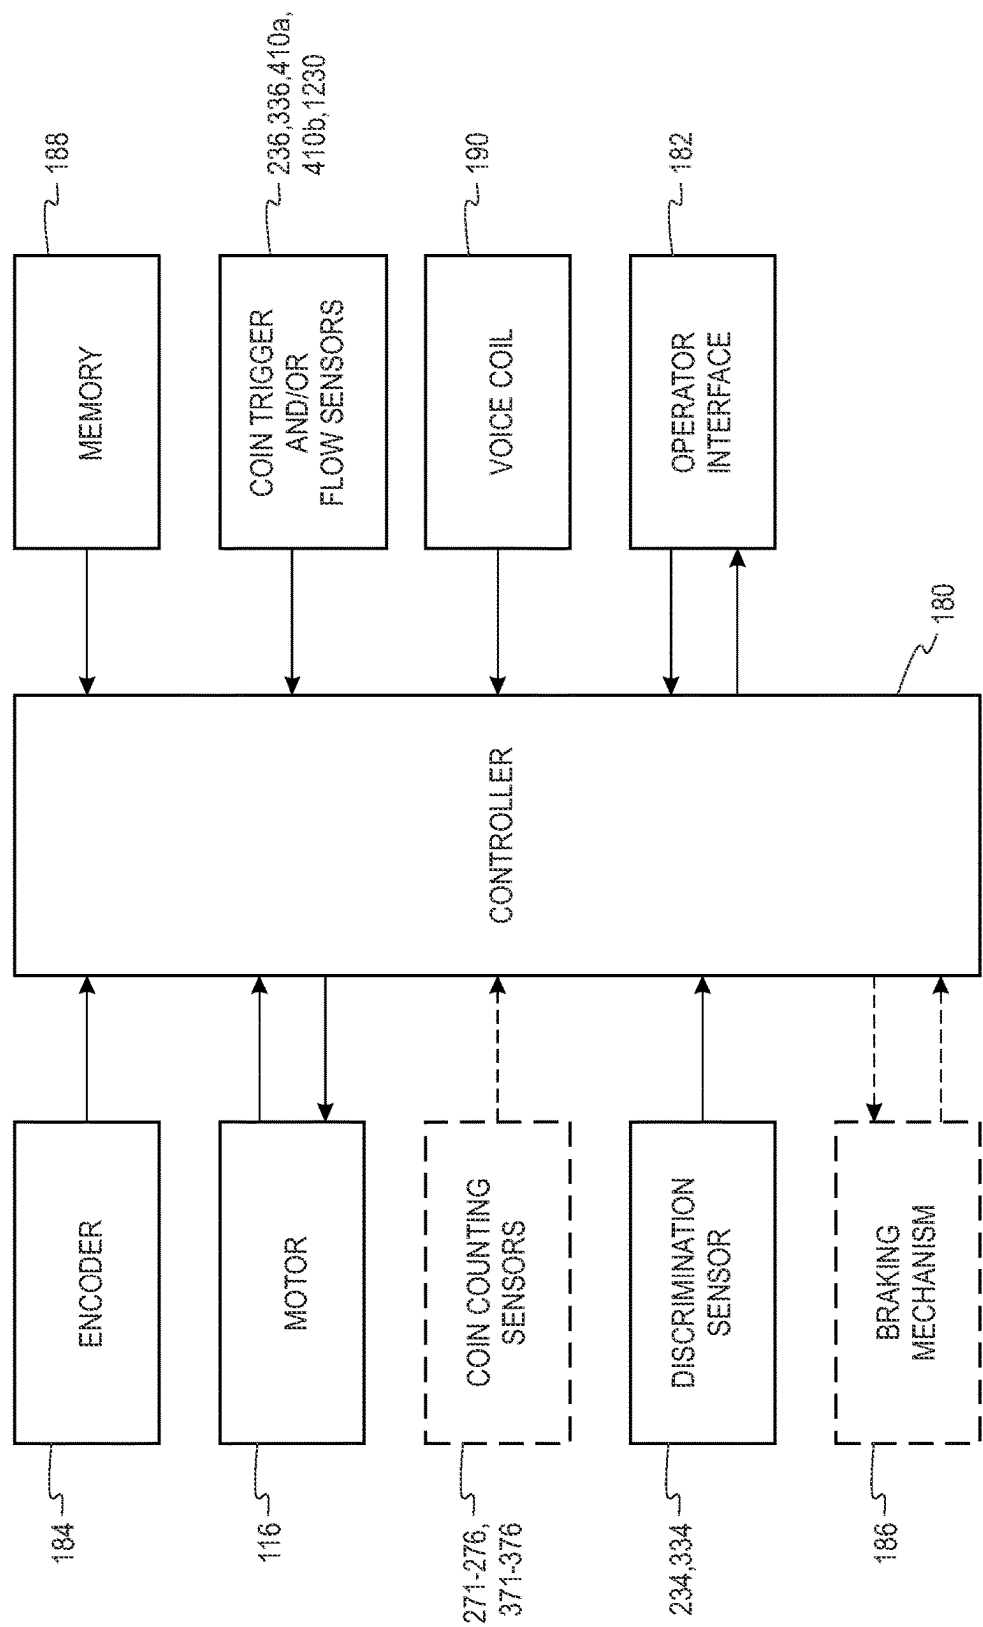 184
ENCODER
116
MOTOR
271-276,
371-376
COIN COUNTING
SENSORS
234,334
DISCRIMINATION
SENSOR
186
BRAKING
MECHANISM
CONTROLLER
180
MEMORY
188
COIN TRIGGER
AND/OR
FLOW SENSORS
236,336,410a,
410b,1230
VOICE COIL
190
OPERATOR
INTERFACE
182